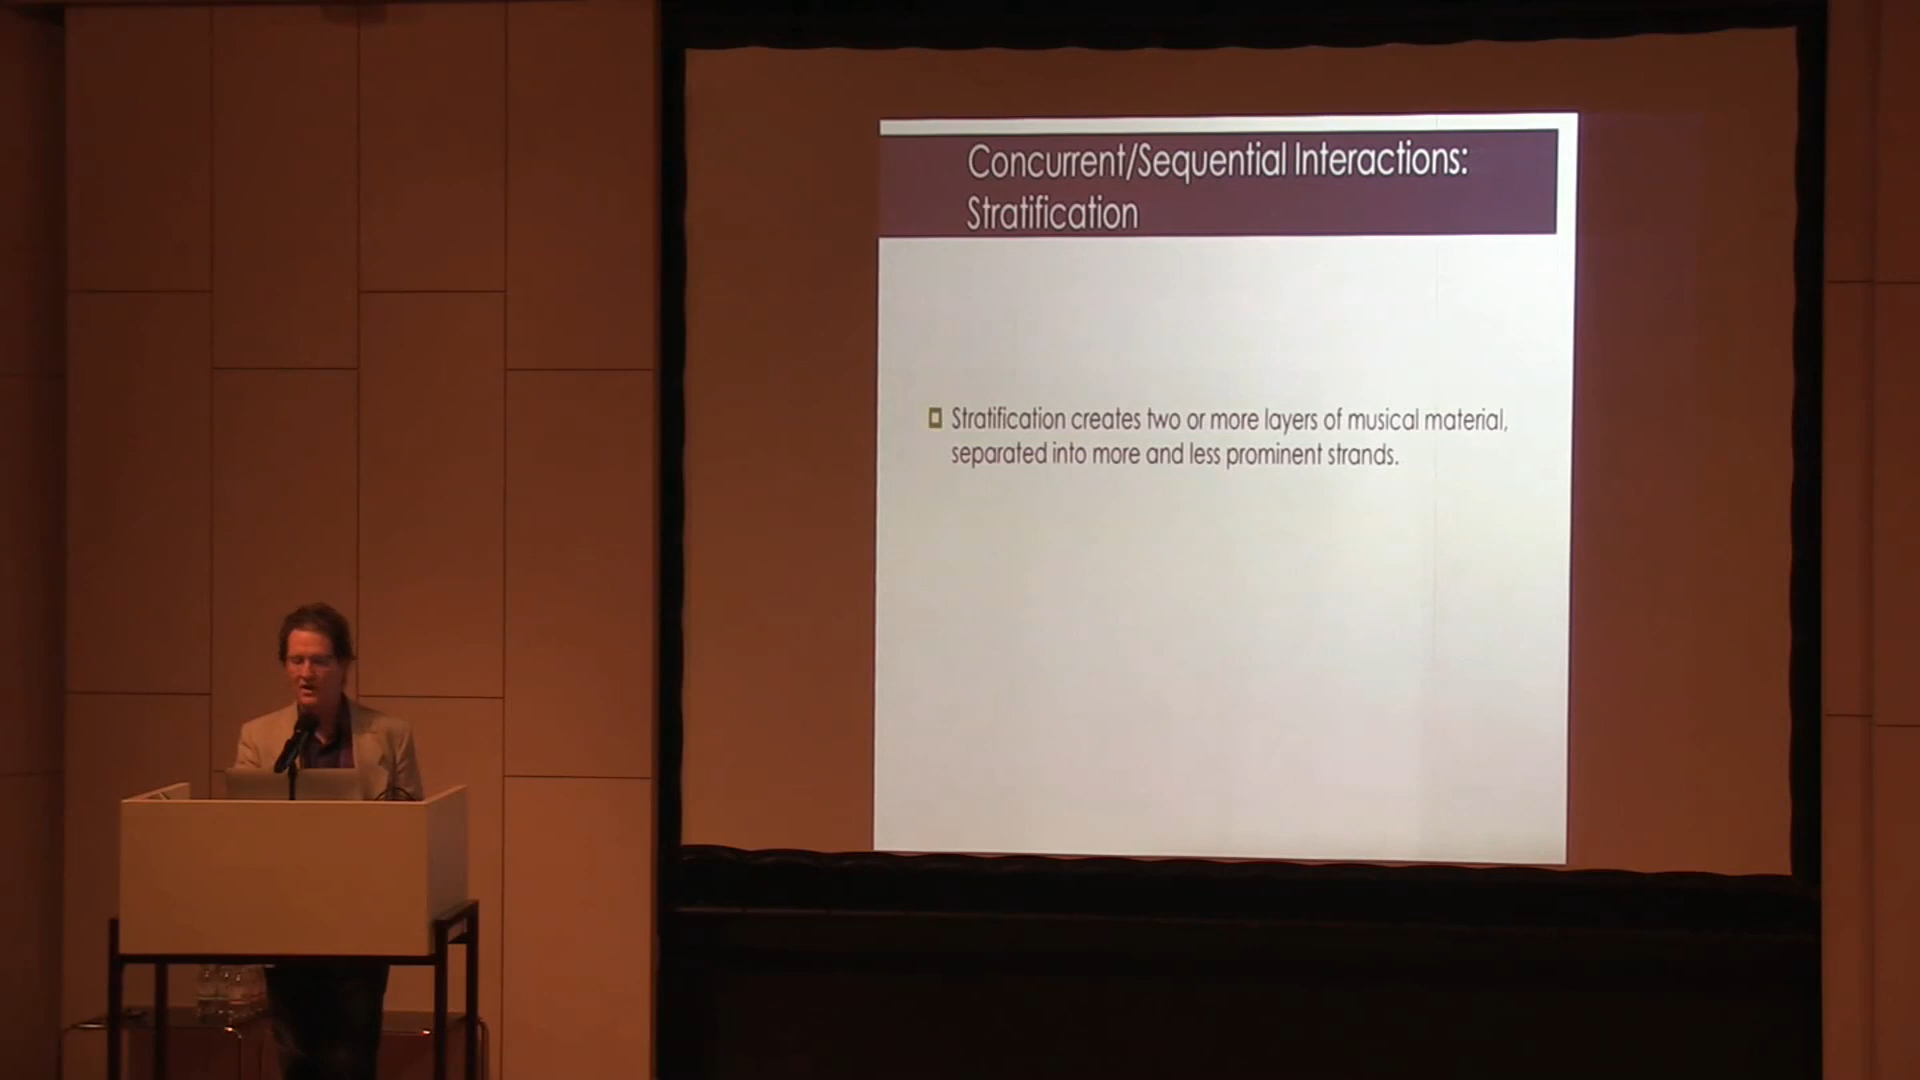 Concurrent/Sequential Interactions:
Stratification
Stratification creates two or more layers of musical material,
separated into more and less prominent strands.